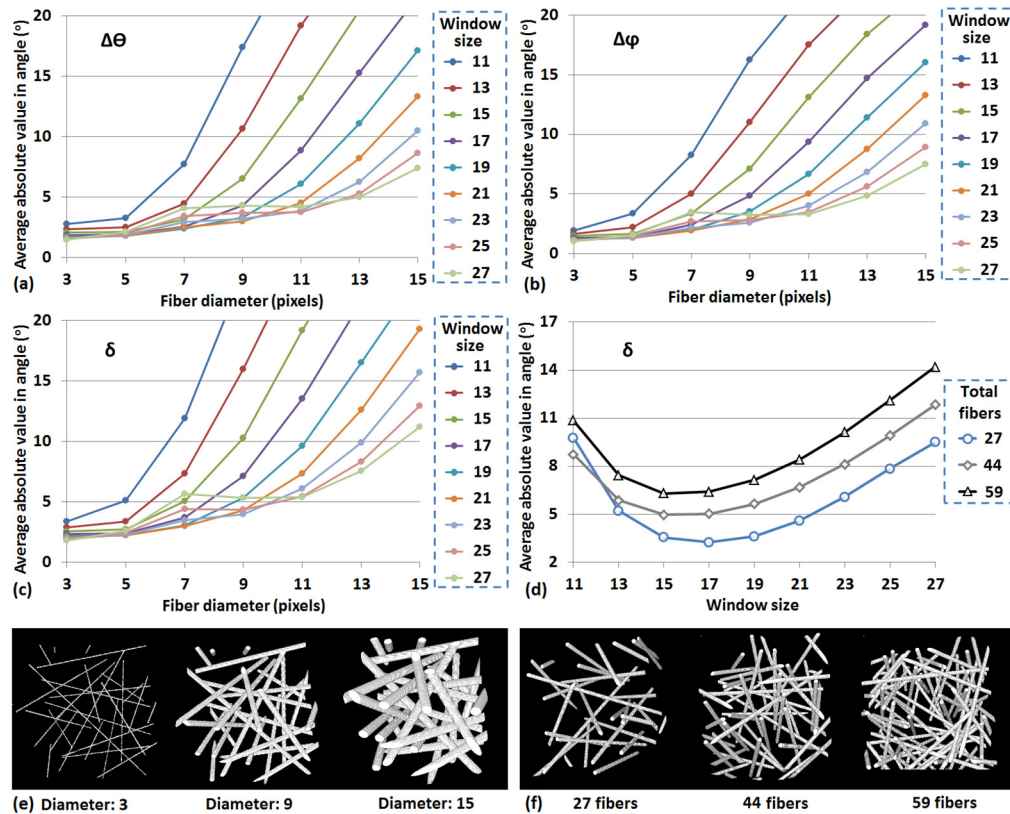 Average absolute value in angle (°)
20
15
10
5
0
ΔΘ
3 5 7 9 11 13 15
(a)
Fiber diameter (pixels)
Window
size
11
13
15
17
19
21
23
25
27
Average absolute value in angle (°)
20
15
10
5
0
Δφ
3 5 7 9 11 13 15
(b)
Fiber diameter (pixels)
Window
size
11
13
15
17
19
21
23
25
27
Average absolute value in angle (°)
20
15
10
5
0
δ
3 5 7 9 11 13 15
(c)
Fiber diameter (pixels)
Window
size
11
13
15
17
19
21
23
25
27
Average absolute value in angle (°)
17
14
11
8
5
2
δ
11 13 15 17 19 21 23 25 27
(d)
Window size
Total
fibers
27
44
59
(e) Diameter: 3 Diameter: 9 Diameter: 15
(f) 27 fibers 44 fibers 59 fibers